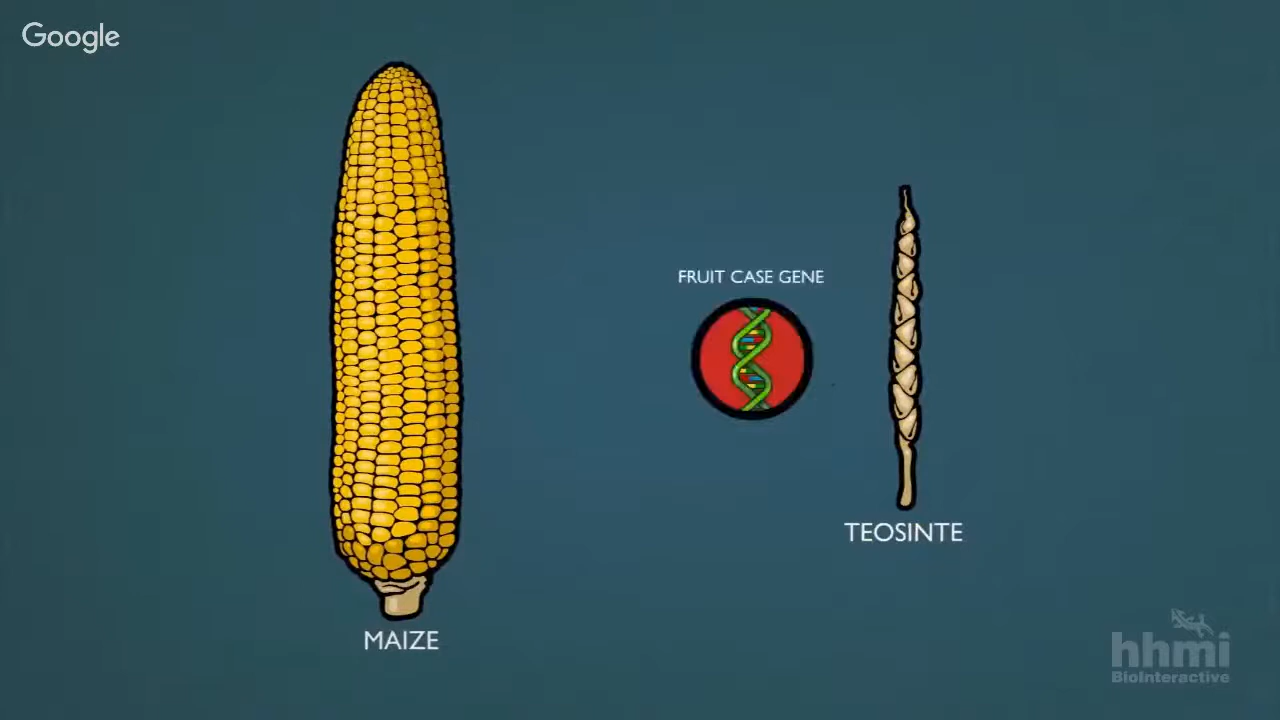 Google
FRUIT CASE GENE
TEOSINTE
MAIZE
hhmi
BioInteractive